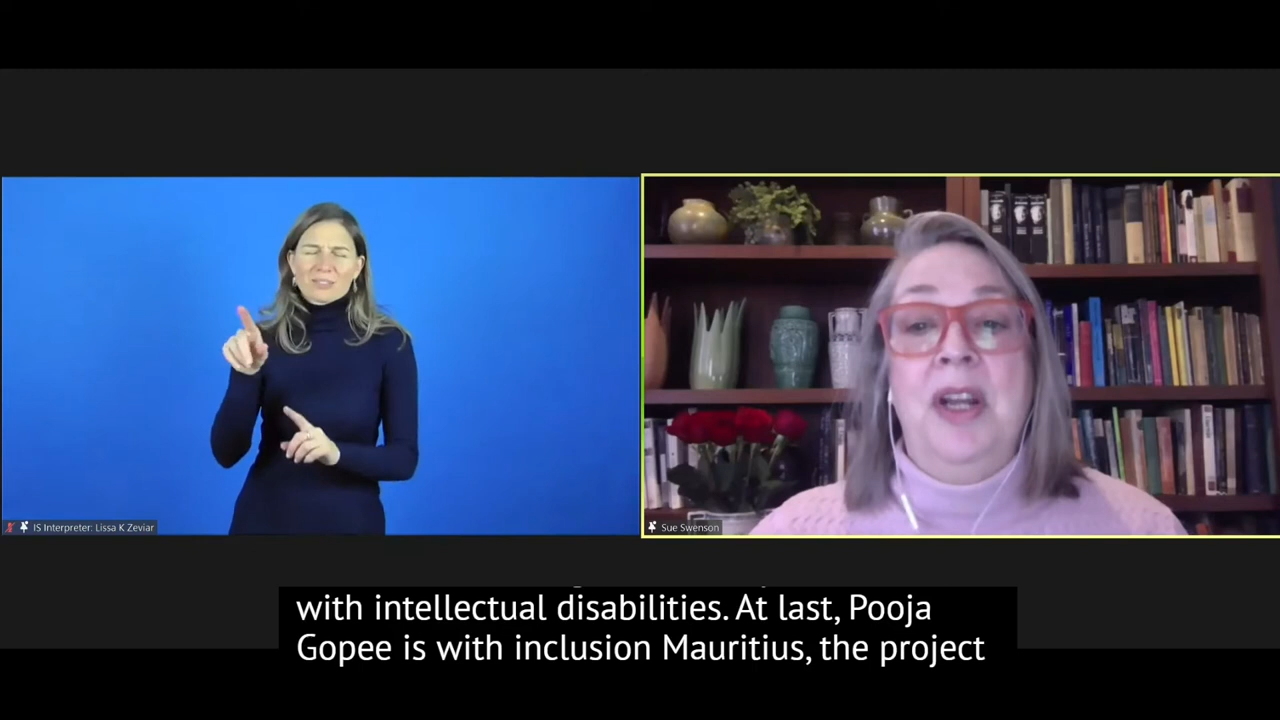 IS Interpreter: Lissa K Zeviar
Sue Swenson
with intellectual disabilities. At last, Pooja
Gopee is with inclusion Mauritius, the project